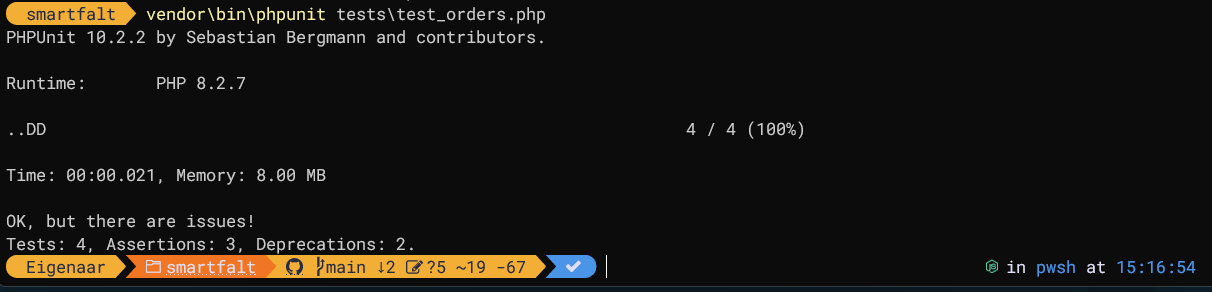 smartfalt vendor\bin\phpunit tests\test_orders.php
PHPUnit 10.2.2 by Sebastian Bergmann and contributors.
Runtime: PHP 8.2.7
..DD 4 / 4 (100%)
Time: 00:00.021, Memory: 8.00 MB
OK, but there are issues!
Tests: 4, Assertions: 3, Deprecations: 2.
Eigenaar smartfalt main ↓2 ?5 ~19 -67 in pwsh at 15:16:54